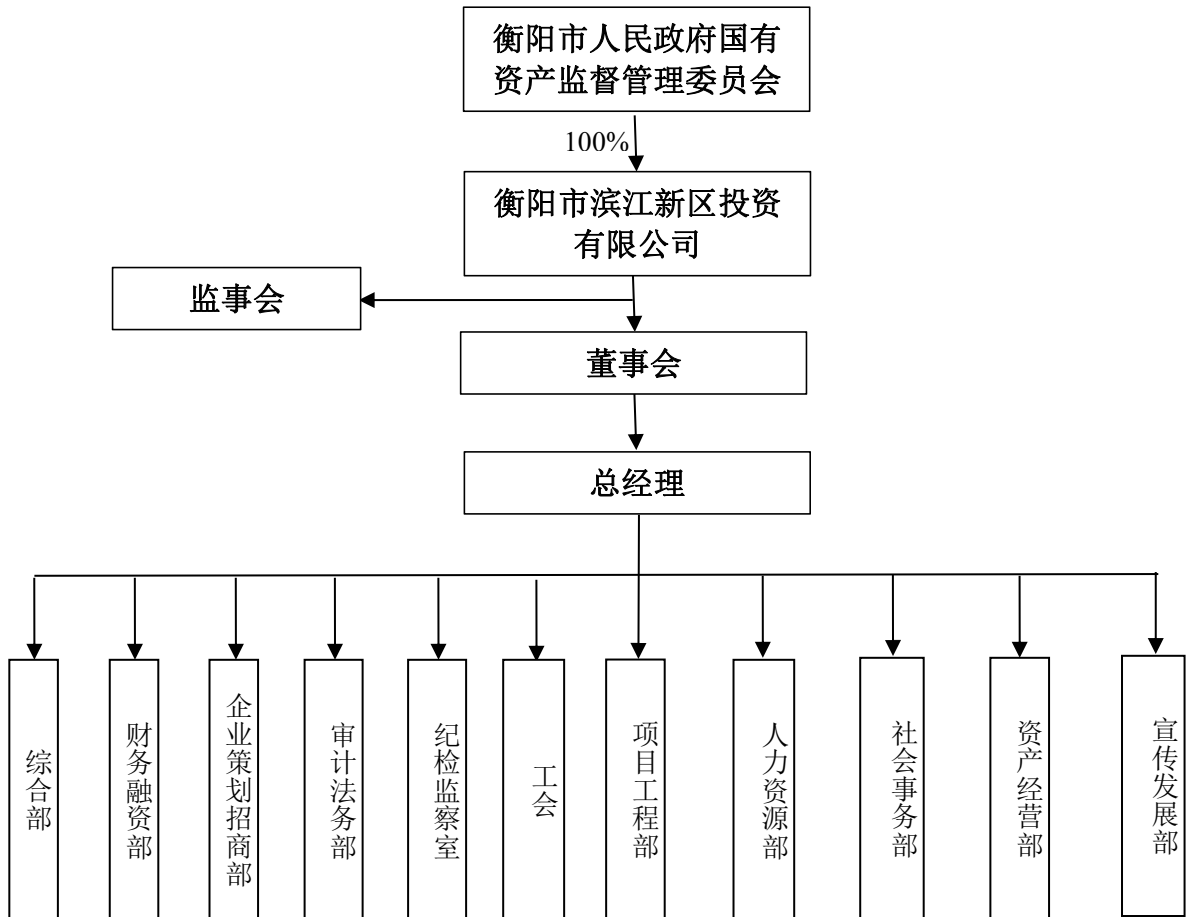 衡阳市人民政府国有
资产监督管理委员会
100%
衡阳市滨江新区投资
有限公司
监事会
董事会
总经理
综合部
财务融资部
企业策划招商部
审计法务部
纪检监察室
工会
项目工程部
人力资源部
社会事务部
资产经营部
宣传发展部